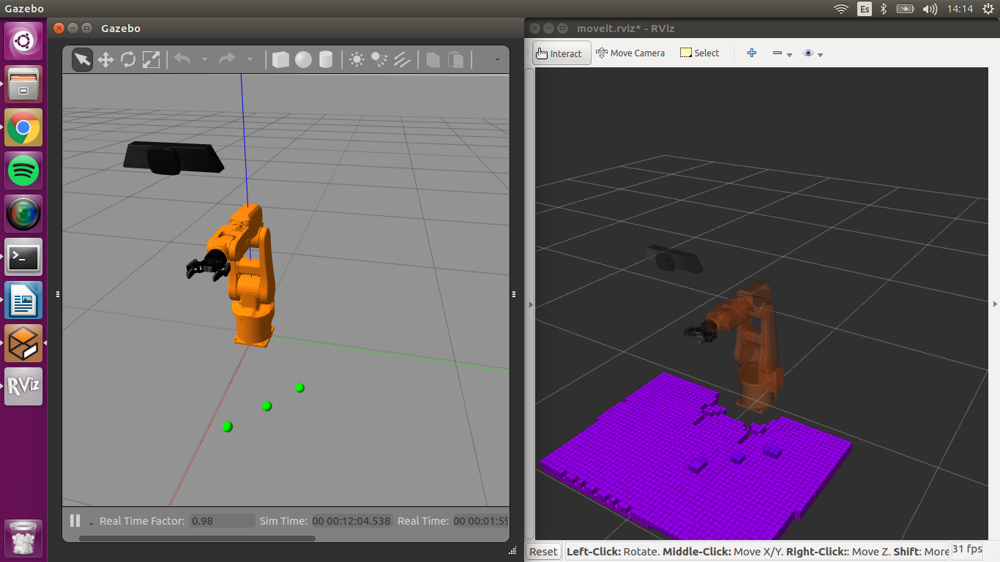 Gazebo
Es
14:14
Gazebo
moveit.rviz* - RViz
Interact
Move Camera
Select
RViz
Real Time Factor: 0.98 Sim Time: 00 00:12:04.538 Real Time: 00 00:01:59
Reset
Left-Click: Rotate. Middle-Click: Move X/Y. Right-Click:: Move Z. Shift: More
31 fps